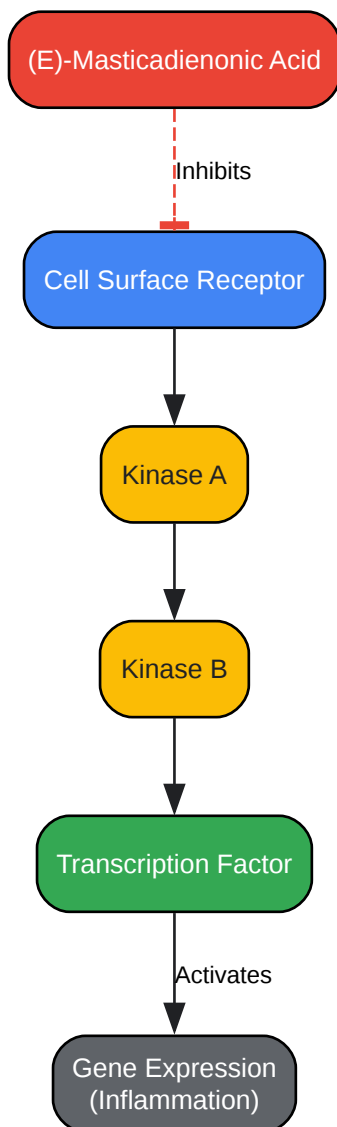 (E)-Masticadienonic Acid
Inhibits
Cell Surface Receptor
Kinase A
Kinase B
Transcription Factor
Activates
Gene Expression
(Inflammation)